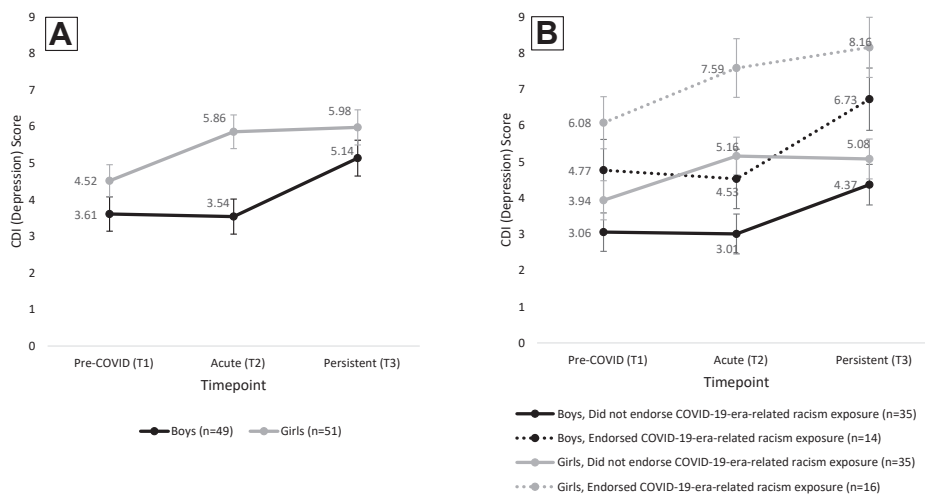 A
CDI (Depression) Score
9
8
7
6
5
4
3
2
1
0
4.52
5.86
5.98
3.61
3.54
5.14
Pre-COVID (T1)
Acute (T2)
Persistent (T3)
Timepoint
Boys (n=49)
Girls (n=51)
B
CDI (Depression) Score
9
8
7
6
5
4
3
2
1
0
6.08
7.59
8.16
4.77
4.53
6.73
3.94
5.16
5.08
3.06
3.01
4.37
Pre-COVID (T1)
Acute (T2)
Persistent (T3)
Timepoint
Boys, Did not endorse COVID-19-era-related racism exposure (n=35)
Boys, Endorsed COVID-19-era-related racism exposure (n=14)
Girls, Did not endorse COVID-19-era-related racism exposure (n=35)
Girls, Endorsed COVID-19-era-related racism exposure (n=16)